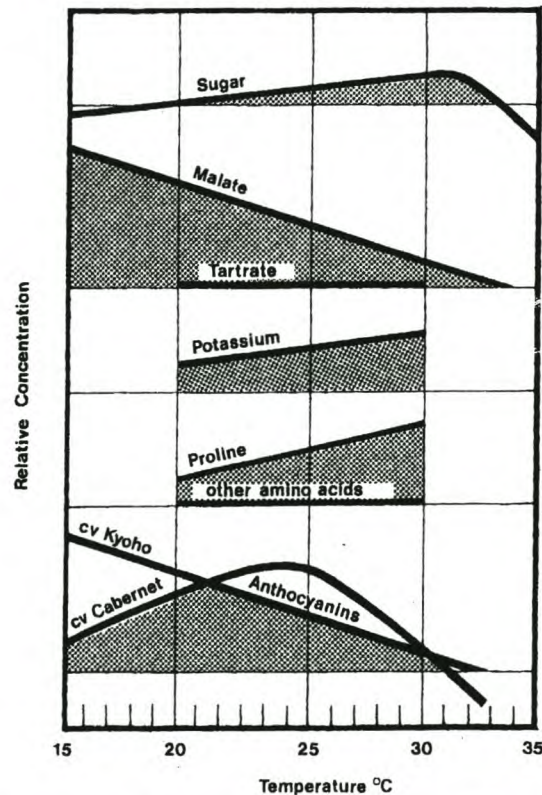 Sugar
Malate
Tartrate
Potassium
Proline
other amino acids
cv Kyoho
cv Cabernet
Anthocyanins
Relative Concentration
15 20 25 30 35
Temperature °C